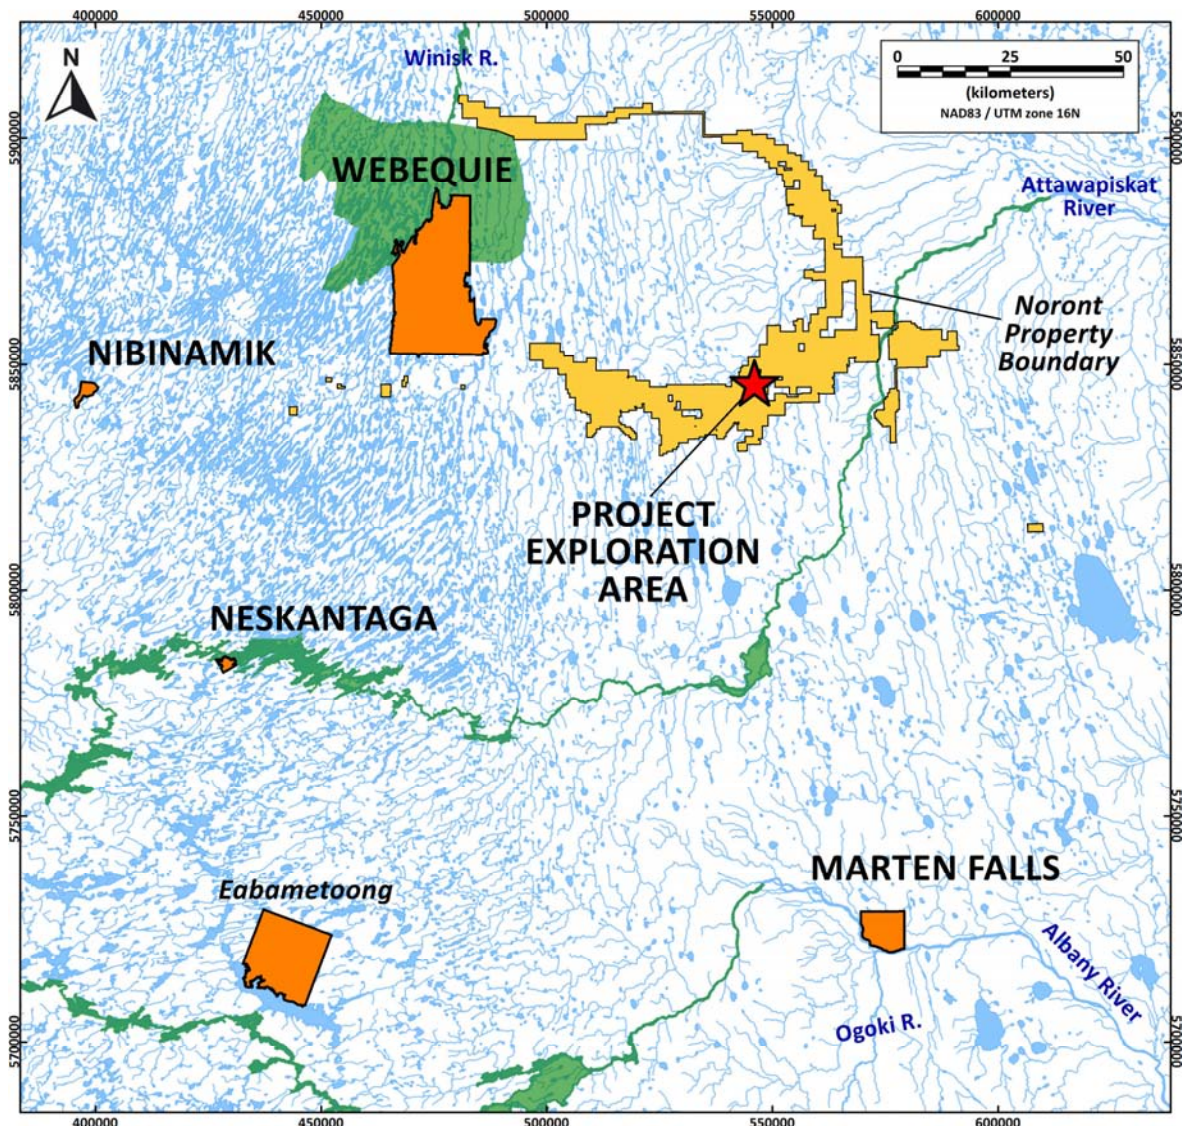 400000 450000 500000 550000 600000
N
Winisk R.
0 25 50
(kilometers)
NAD83 / UTM zone 16N
5900000
5900000
WEBEQUIE
Attawapiskat
River
Noront
Property
Boundary
NIBINAMIK
5850000
5850000
PROJECT
EXPLORATION
AREA
5800000
5800000
NESKANTAGA
5750000
5750000
MARTEN FALLS
Eabametoong
Albany River
Ogoki R.
5700000
5700000
400000 450000 500000 550000 600000